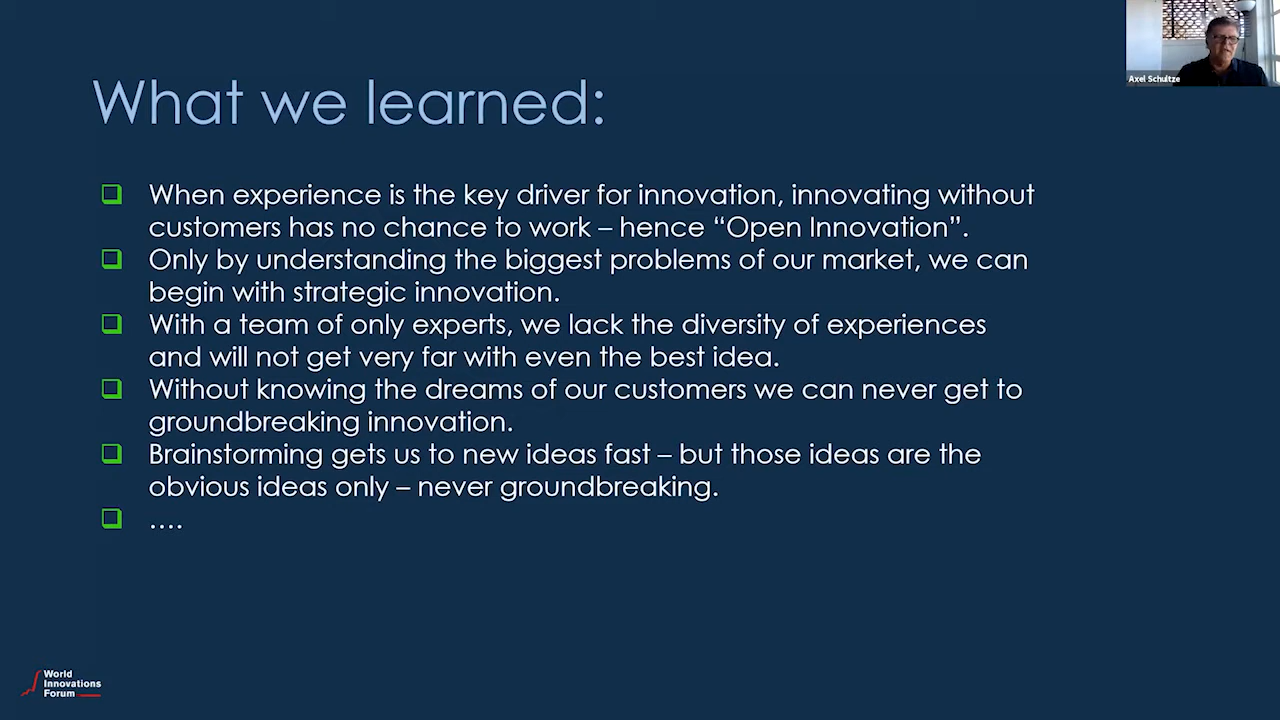 Axel Schultze
What we learned:
When experience is the key driver for innovation, innovating without
customers has no chance to work – hence “Open Innovation”.
Only by understanding the biggest problems of our market, we can
begin with strategic innovation.
With a team of only experts, we lack the diversity of experiences
and will not get very far with even the best idea.
Without knowing the dreams of our customers we can never get to
groundbreaking innovation.
Brainstorming gets us to new ideas fast – but those ideas are the
obvious ideas only – never groundbreaking.
….
World
Innovations
Forum